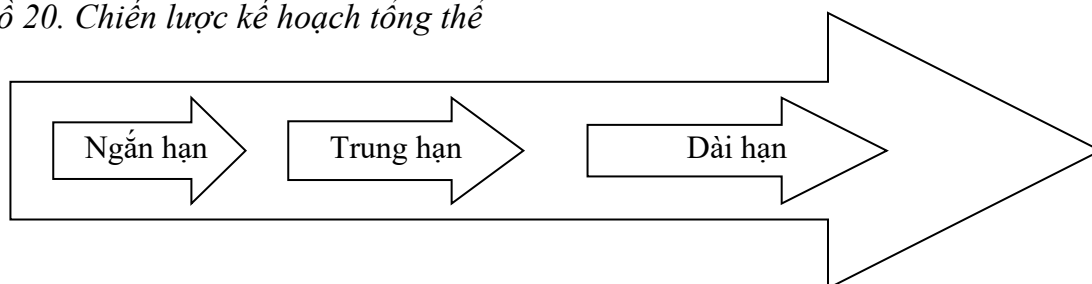 ồ 20. Chiến lược kế hoạch tổng thể
Ngắn hạn
Trung hạn
Dài hạn